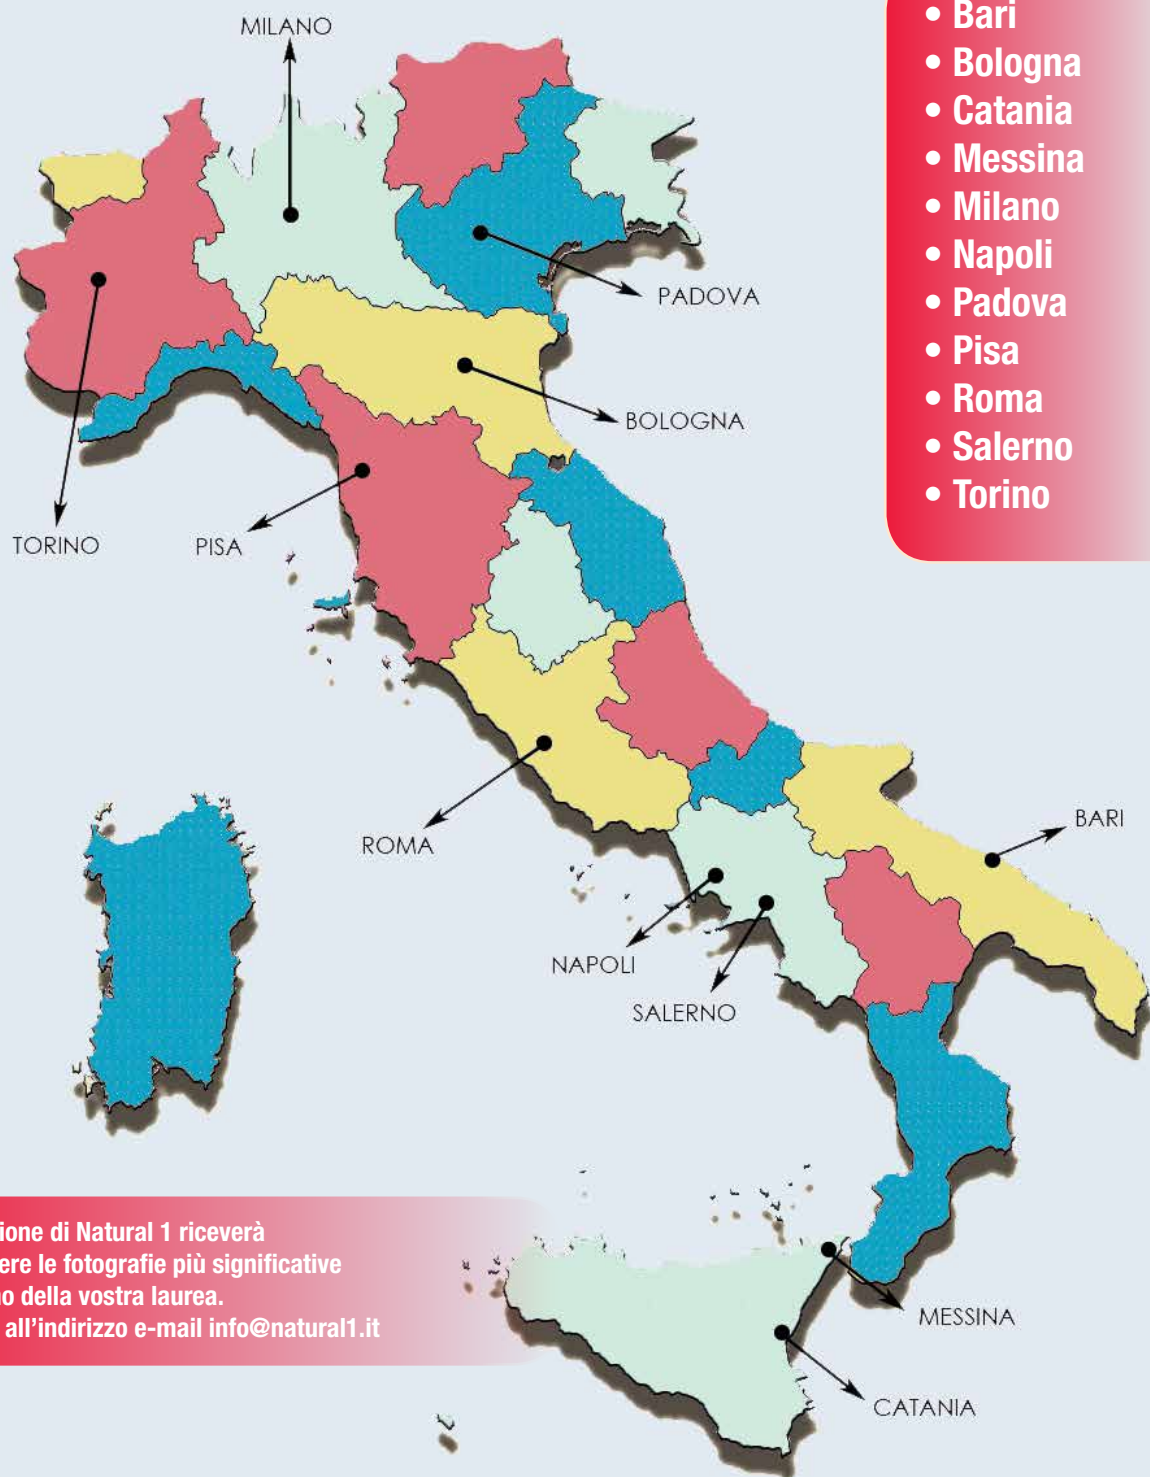 MILANO
• Bari
• Bologna
• Catania
• Messina
• Milano
• Napoli
• Padova
• Pisa
• Roma
• Salerno
• Torino
PADOVA
BOLOGNA
TORINO
PISA
ROMA
BARI
NAPOLI
SALERNO
ione di Natural 1 riceverà
ere le fotografie più significative
o della vostra laurea.
all'indirizzo e-mail info@natural1.it
MESSINA
CATANIA